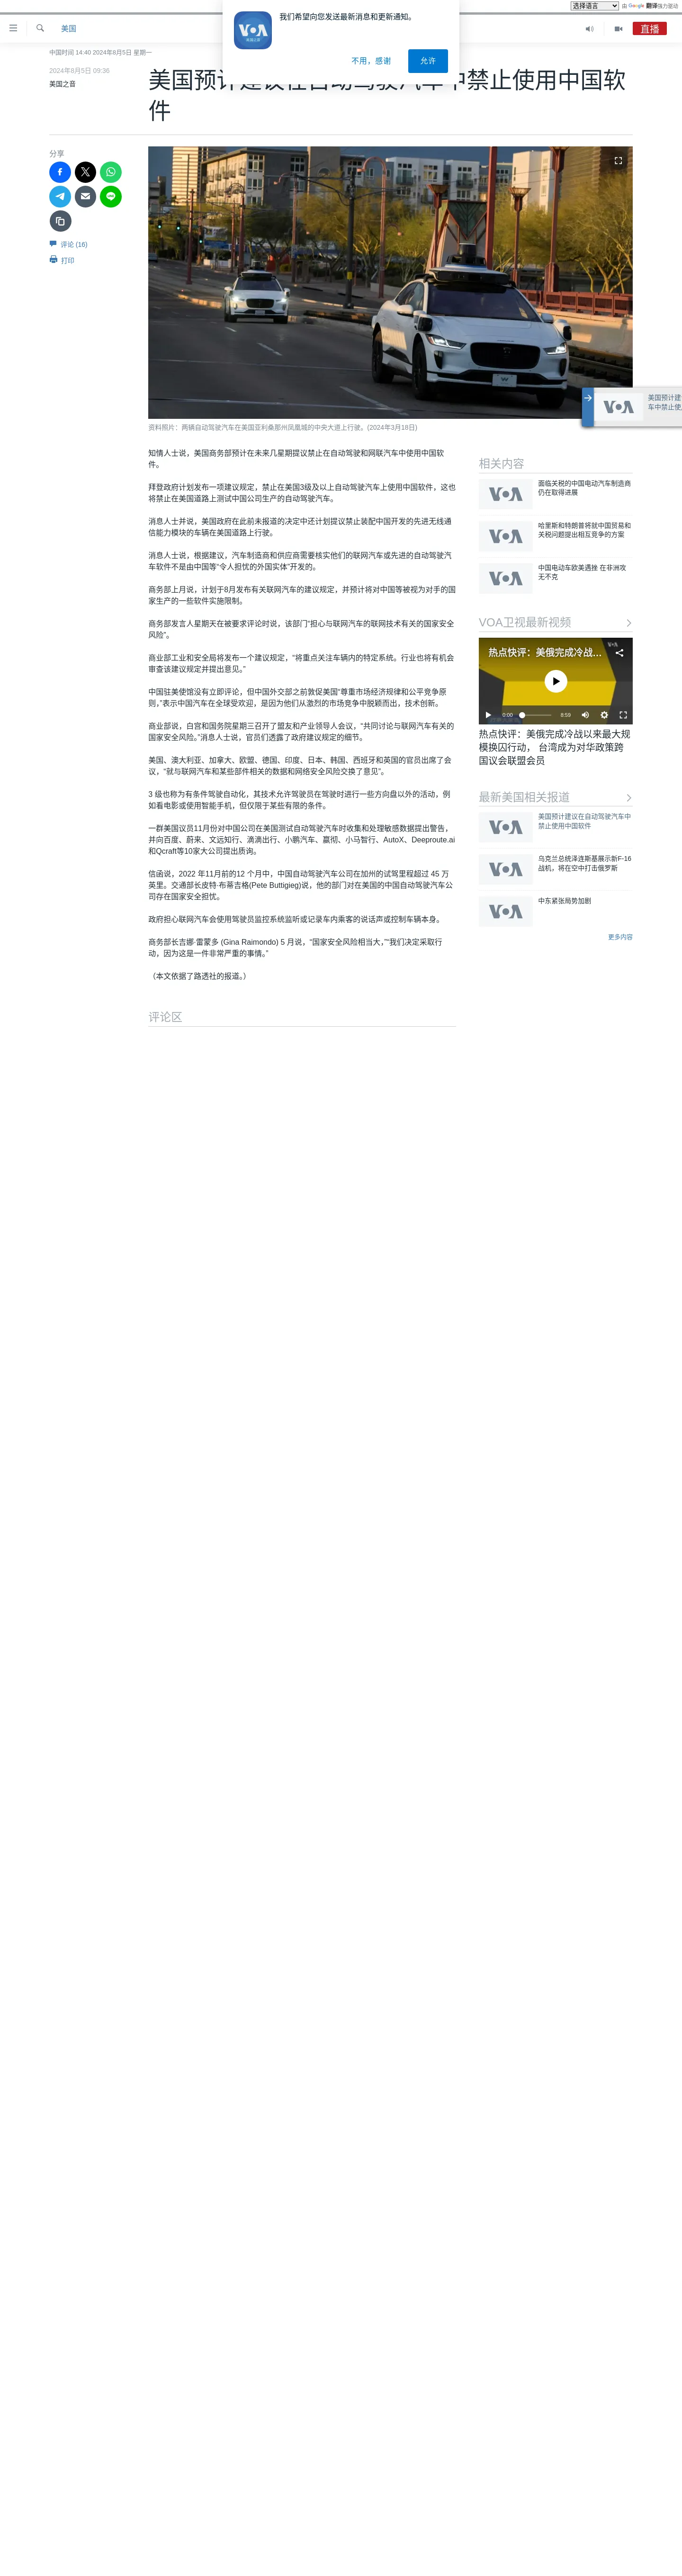 选择语言
由 Google 翻译强力驱动
我们希望向您发送最新消息和更新通知。
VOA
美国之音
不用，感谢
允许
美国
直播
中国时间 14:40 2024年8月5日 星期一
2024年8月5日 09:36
美国之音
美国预计建议在自动驾驶汽车中禁止使用中国软
件
分享
评论 (16)
打印
资料照片：两辆自动驾驶汽车在美国亚利桑那州凤凰城的中央大道上行驶。(2024年3月18日)
VOA
美国预计建
车中禁止使
知情人士说，美国商务部预计在未来几星期提议禁止在自动驾驶和网联汽车中使用中国软
件。
拜登政府计划发布一项建议规定，禁止在美国3级及以上自动驾驶汽车上使用中国软件，这也
将禁止在美国道路上测试中国公司生产的自动驾驶汽车。
消息人士并说，美国政府在此前未报道的决定中还计划提议禁止装配中国开发的先进无线通
信能力模块的车辆在美国道路上行驶。
消息人士说，根据建议，汽车制造商和供应商需要核实他们的联网汽车或先进的自动驾驶汽
车软件不是由中国等“令人担忧的外国实体”开发的。
商务部上月说，计划于8月发布有关联网汽车的建议规定，并预计将对中国等被视为对手的国
家生产的一些软件实施限制。
商务部发言人星期天在被要求评论时说，该部门“担心与联网汽车的联网技术有关的国家安全
风险”。
商业部工业和安全局将发布一个建议规定，“将重点关注车辆内的特定系统。行业也将有机会
审查该建议规定并提出意见。”
中国驻美使馆没有立即评论，但中国外交部之前敦促美国“尊重市场经济规律和公平竞争原
则，”表示中国汽车在全球受欢迎，是因为他们从激烈的市场竞争中脱颖而出，技术创新。
商业部说，白宫和国务院星期三召开了盟友和产业领导人会议，“共同讨论与联网汽车有关的
国家安全风险。”消息人士说，官员们透露了政府建议规定的细节。
美国、澳大利亚、加拿大、欧盟、德国、印度、日本、韩国、西班牙和英国的官员出席了会
议，“就与联网汽车和某些部件相关的数据和网络安全风险交换了意见”。
3 级也称为有条件驾驶自动化，其技术允许驾驶员在驾驶时进行一些方向盘以外的活动，例
如看电影或使用智能手机，但仅限于某些有限的条件。
一群美国议员11月份对中国公司在美国测试自动驾驶汽车时收集和处理敏感数据提出警告，
并向百度、蔚来、文远知行、滴滴出行、小鹏汽车、赢彻、小马智行、AutoX、Deeproute.ai
和Qcraft等10家大公司提出质询。
信函说，2022 年11月前的12 个月中，中国自动驾驶汽车公司在加州的试驾里程超过 45 万
英里。交通部长皮特·布蒂吉格(Pete Buttigieg)说，他的部门对在美国的中国自动驾驶汽车公
司存在国家安全担忧。
政府担心联网汽车会使用驾驶员监控系统监听或记录车内乘客的说话声或控制车辆本身。
商务部长吉娜·雷蒙多 (Gina Raimondo) 5 月说，“国家安全风险相当大，”“我们决定采取行
动，因为这是一件非常严重的事情。”
（本文依据了路透社的报道。）
评论区
相关内容
VOA
面临关税的中国电动汽车制造商
仍在取得进展
VOA
哈里斯和特朗普将就中国贸易和
关税问题提出相互竞争的方案
VOA
中国电动车欧美遇挫 在非洲攻
无不克
VOA卫视最新视频
热点快评：美俄完成冷战...
VOA
0:00
8:59
热点快评：美俄完成冷战以来最大规
模换囚行动， 台湾成为对华政策跨
国议会联盟会员
最新美国相关报道
VOA
美国预计建议在自动驾驶汽车中
禁止使用中国软件
VOA
乌克兰总统泽连斯基展示新F-16
战机，将在空中打击俄罗斯
VOA
中东紧张局势加剧
更多内容